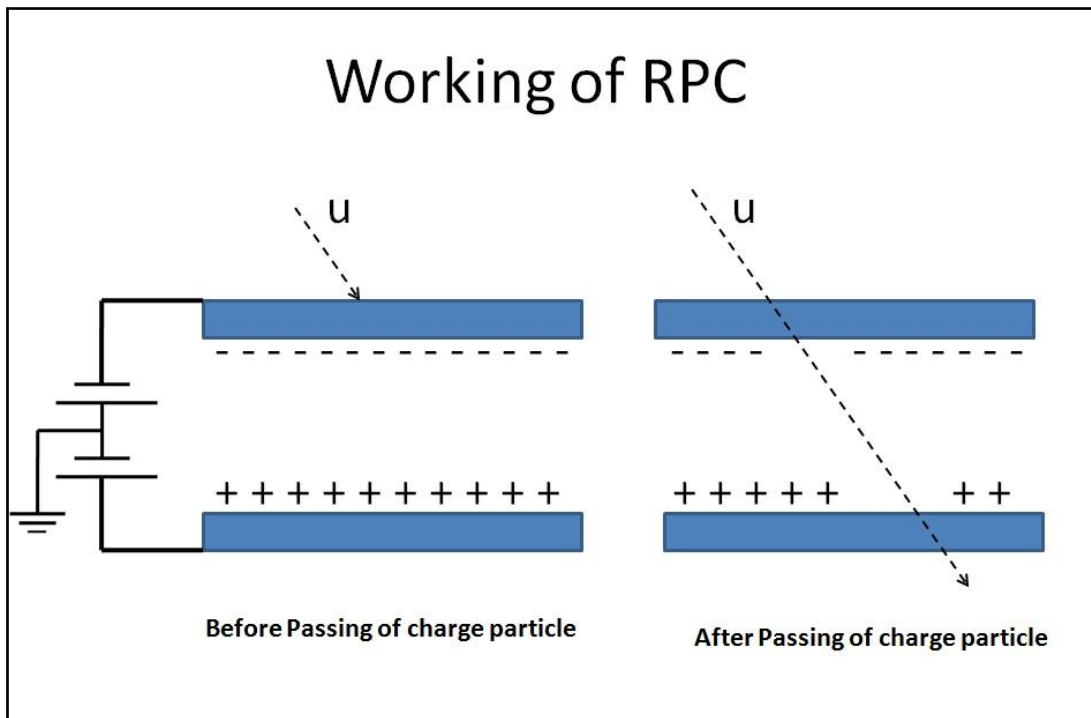 Working of RPC
u
u
- - - - - - - - - - - -
- - - -
- - - - - -
+ + + + + + + + + +
+ + + + +
+ +
Before Passing of charge particle
After Passing of charge particle